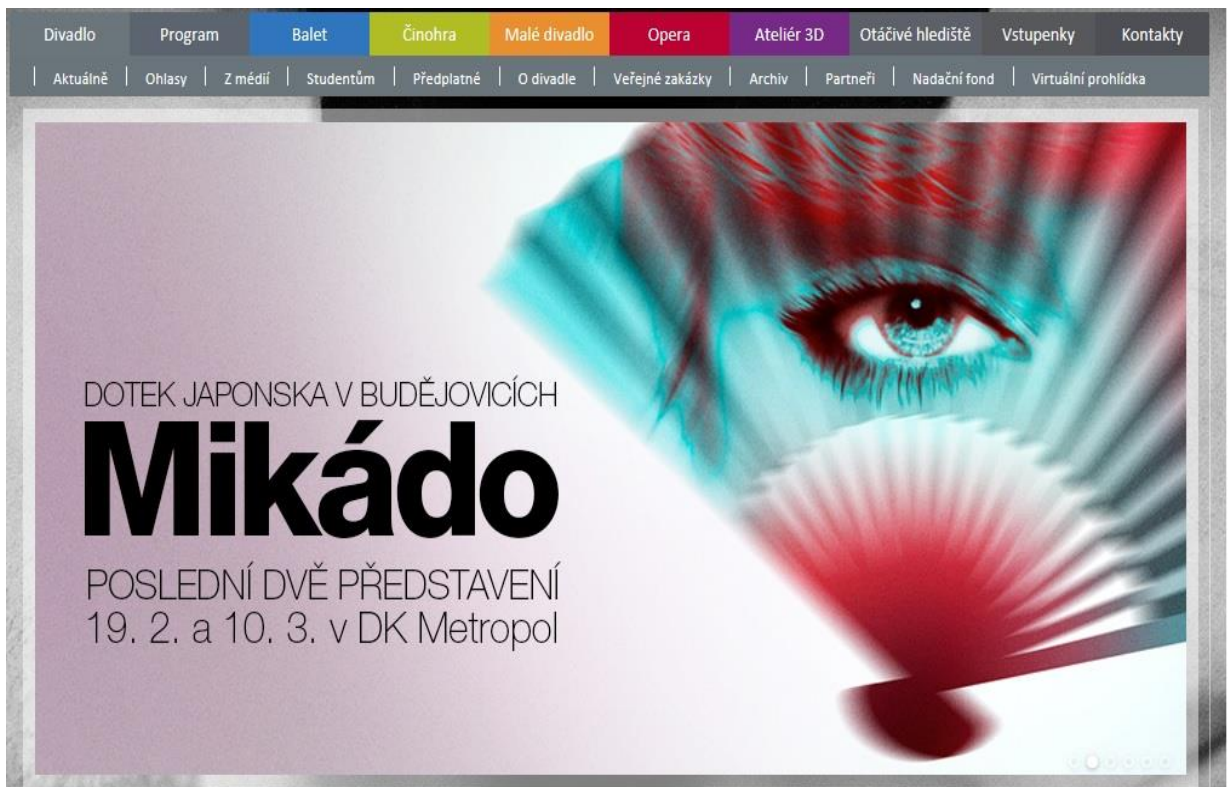 Divadlo Program Balet Činohra Malé divadlo Opera Ateliér 3D Otáčivé hlediště Vstupenky Kontakty
Aktuálně Ohlasy Z médií Studentům Předplatné O divadle Veřejné zakázky Archiv Partneři Nadační fond Virtuální prohlídka
DOTEK JAPONSKA V BUDĚJOVICÍCH
Mikádo
POSLEDNÍ DVĚ PŘEDSTAVENÍ
19. 2. a 10. 3. v DK Metropol